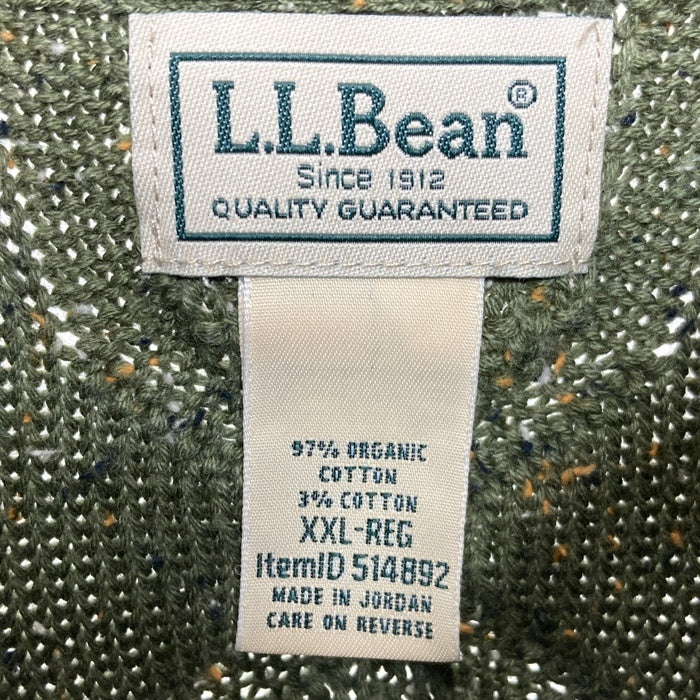 L.L.Bean®
Since 1912
QUALITY GUARANTEED
97% ORGANIC
COTTON
3% COTTON
XXL-REG
ItemID 514892
MADE IN JORDAN
CARE ON REVERSE